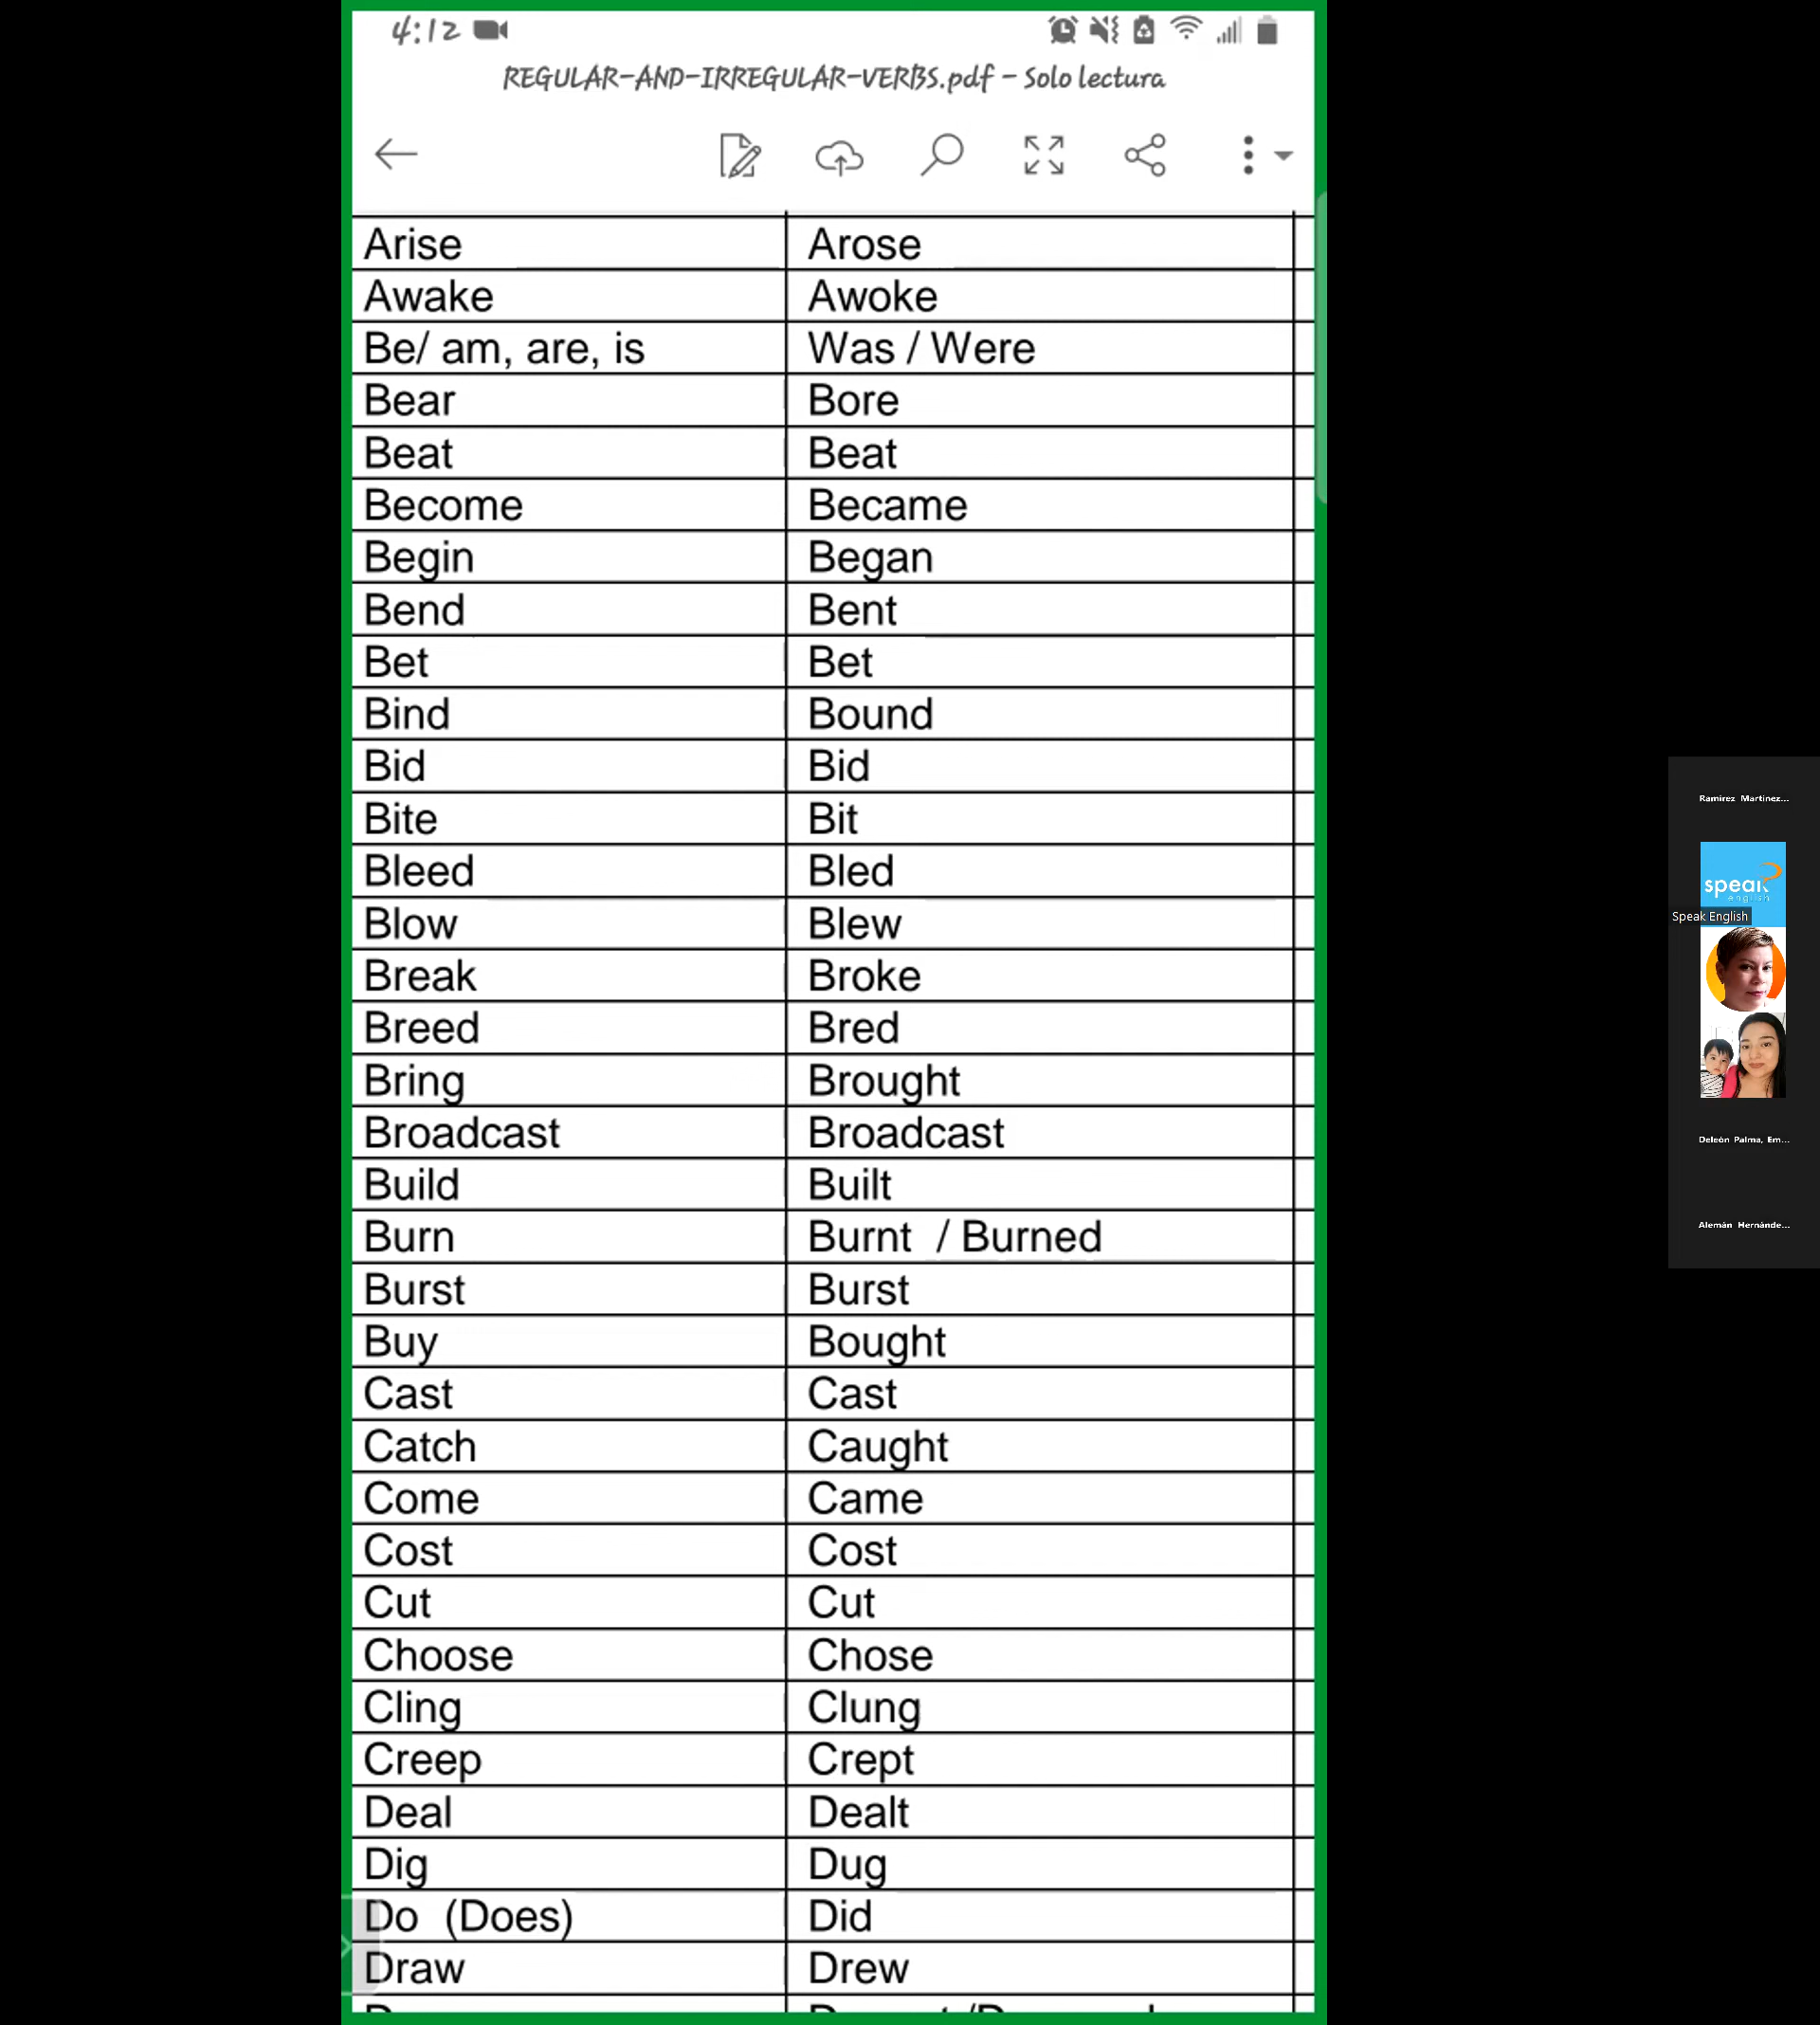 4:12
REGULAR-AND-IRREGULAR-VERBS.pdf - Solo lectura
Arise Arose
Awake Awoke
Be/ am, are, is Was / Were
Bear Bore
Beat Beat
Become Became
Begin Began
Bend Bent
Bet Bet
Bind Bound
Bid Bid
Bite Bit
Bleed Bled
Blow Blew
Break Broke
Breed Bred
Bring Brought
Broadcast Broadcast
Build Built
Burn Burnt / Burned
Burst Burst
Buy Bought
Cast Cast
Catch Caught
Come Came
Cost Cost
Cut Cut
Choose Chose
Cling Clung
Creep Crept
Deal Dealt
Dig Dug
Do (Does) Did
Draw Drew
Ramirez Martinez...
speak
english
Speak English
Deleón Palma, Em...
Alemán Hernánde...